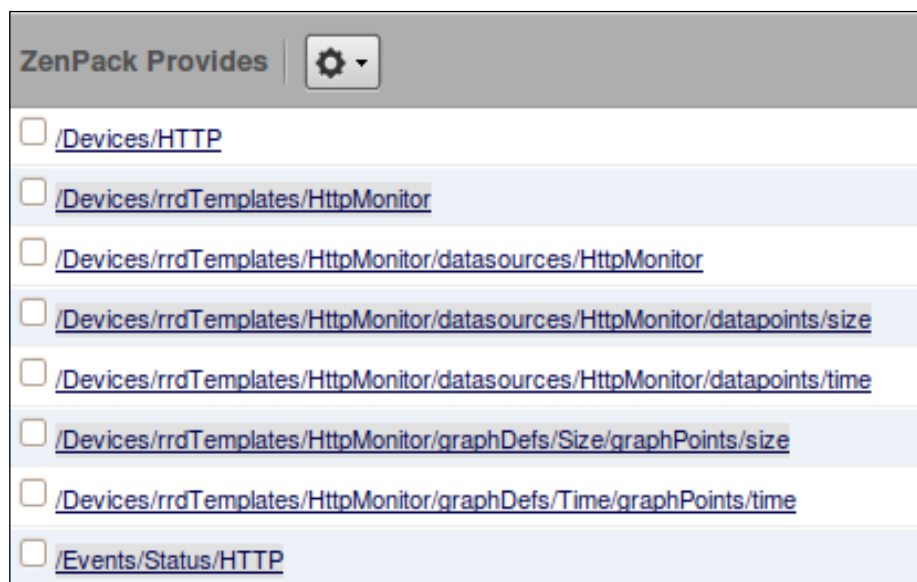 ZenPack Provides
/Devices/HTTP
/Devices/rrdTemplates/HttpMonitor
/Devices/rrdTemplates/HttpMonitor/datasources/HttpMonitor
/Devices/rrdTemplates/HttpMonitor/datasources/HttpMonitor/datapoints/size
/Devices/rrdTemplates/HttpMonitor/datasources/HttpMonitor/datapoints/time
/Devices/rrdTemplates/HttpMonitor/graphDefs/Size/graphPoints/size
/Devices/rrdTemplates/HttpMonitor/graphDefs/Time/graphPoints/time
/Events/Status/HTTP